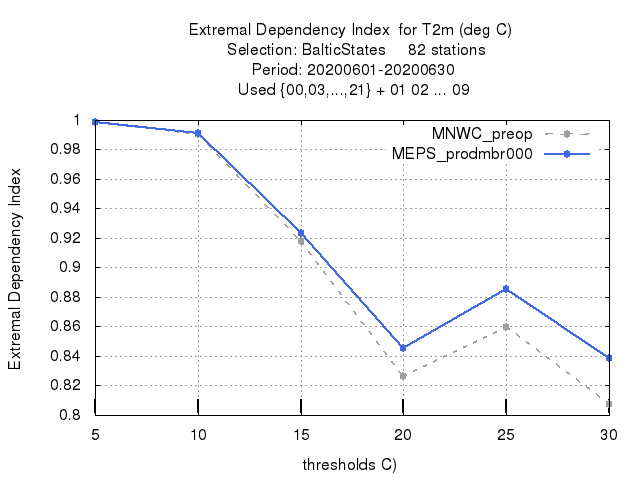 Extremal Dependency Index  for T2m (deg C)
Selection: BalticStates     82 stations
Period: 20200601-20200630
Used {00,03,...,21} + 01 02 ... 09
MNWC_preop
MEPS_prodmbr000
Extremal Dependency Index
1
0.98
0.96
0.94
0.92
0.9
0.88
0.86
0.84
0.82
0.8
5 10 15 20 25 30
thresholds C)